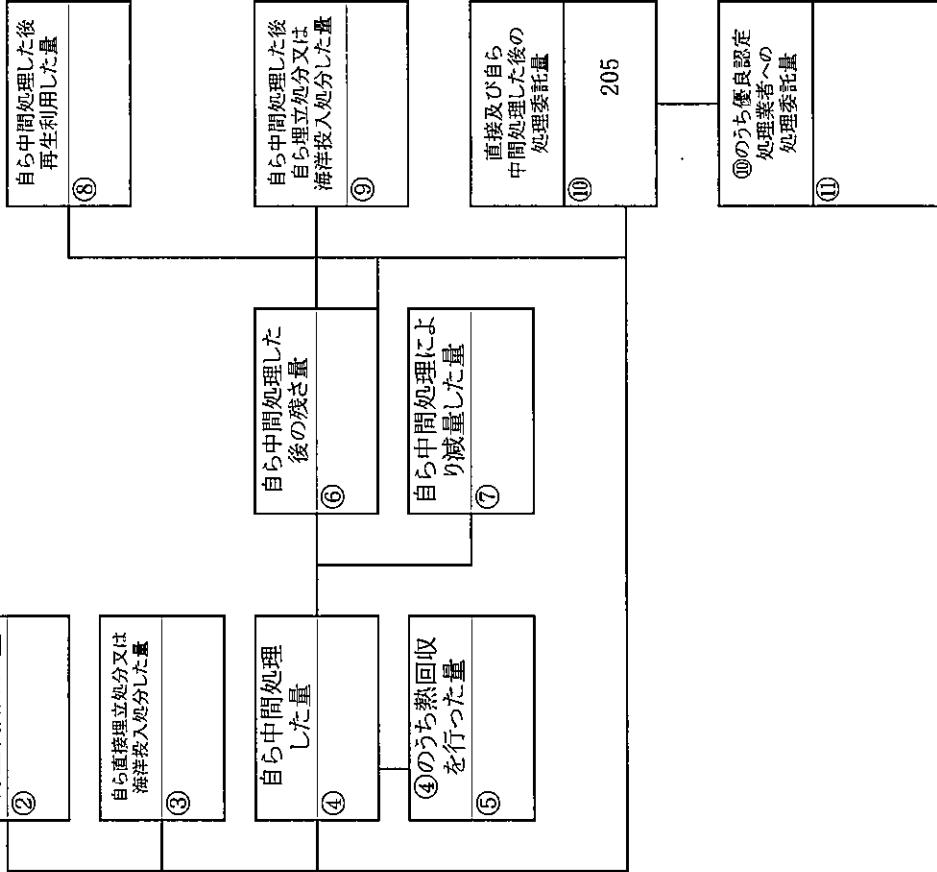 ②
自ら直接埋立処分又は
海洋投入処分した量
③
自ら中間処理
した量
④
④のうち熱回収
を行った量
⑤
自ら中間処理した
後の残さ量
⑥
自ら中間処理によ
り減量した量
⑦
自ら中間処理した後
再生利用した量
⑧
自ら中間処理した後
自ら埋立処分又は
海洋投入処分した量
⑨
直接及び自ら
中間処理した後の
処理委託量
⑩
205
⑩のうち優良認定
処理業者への
処理委託量
⑪